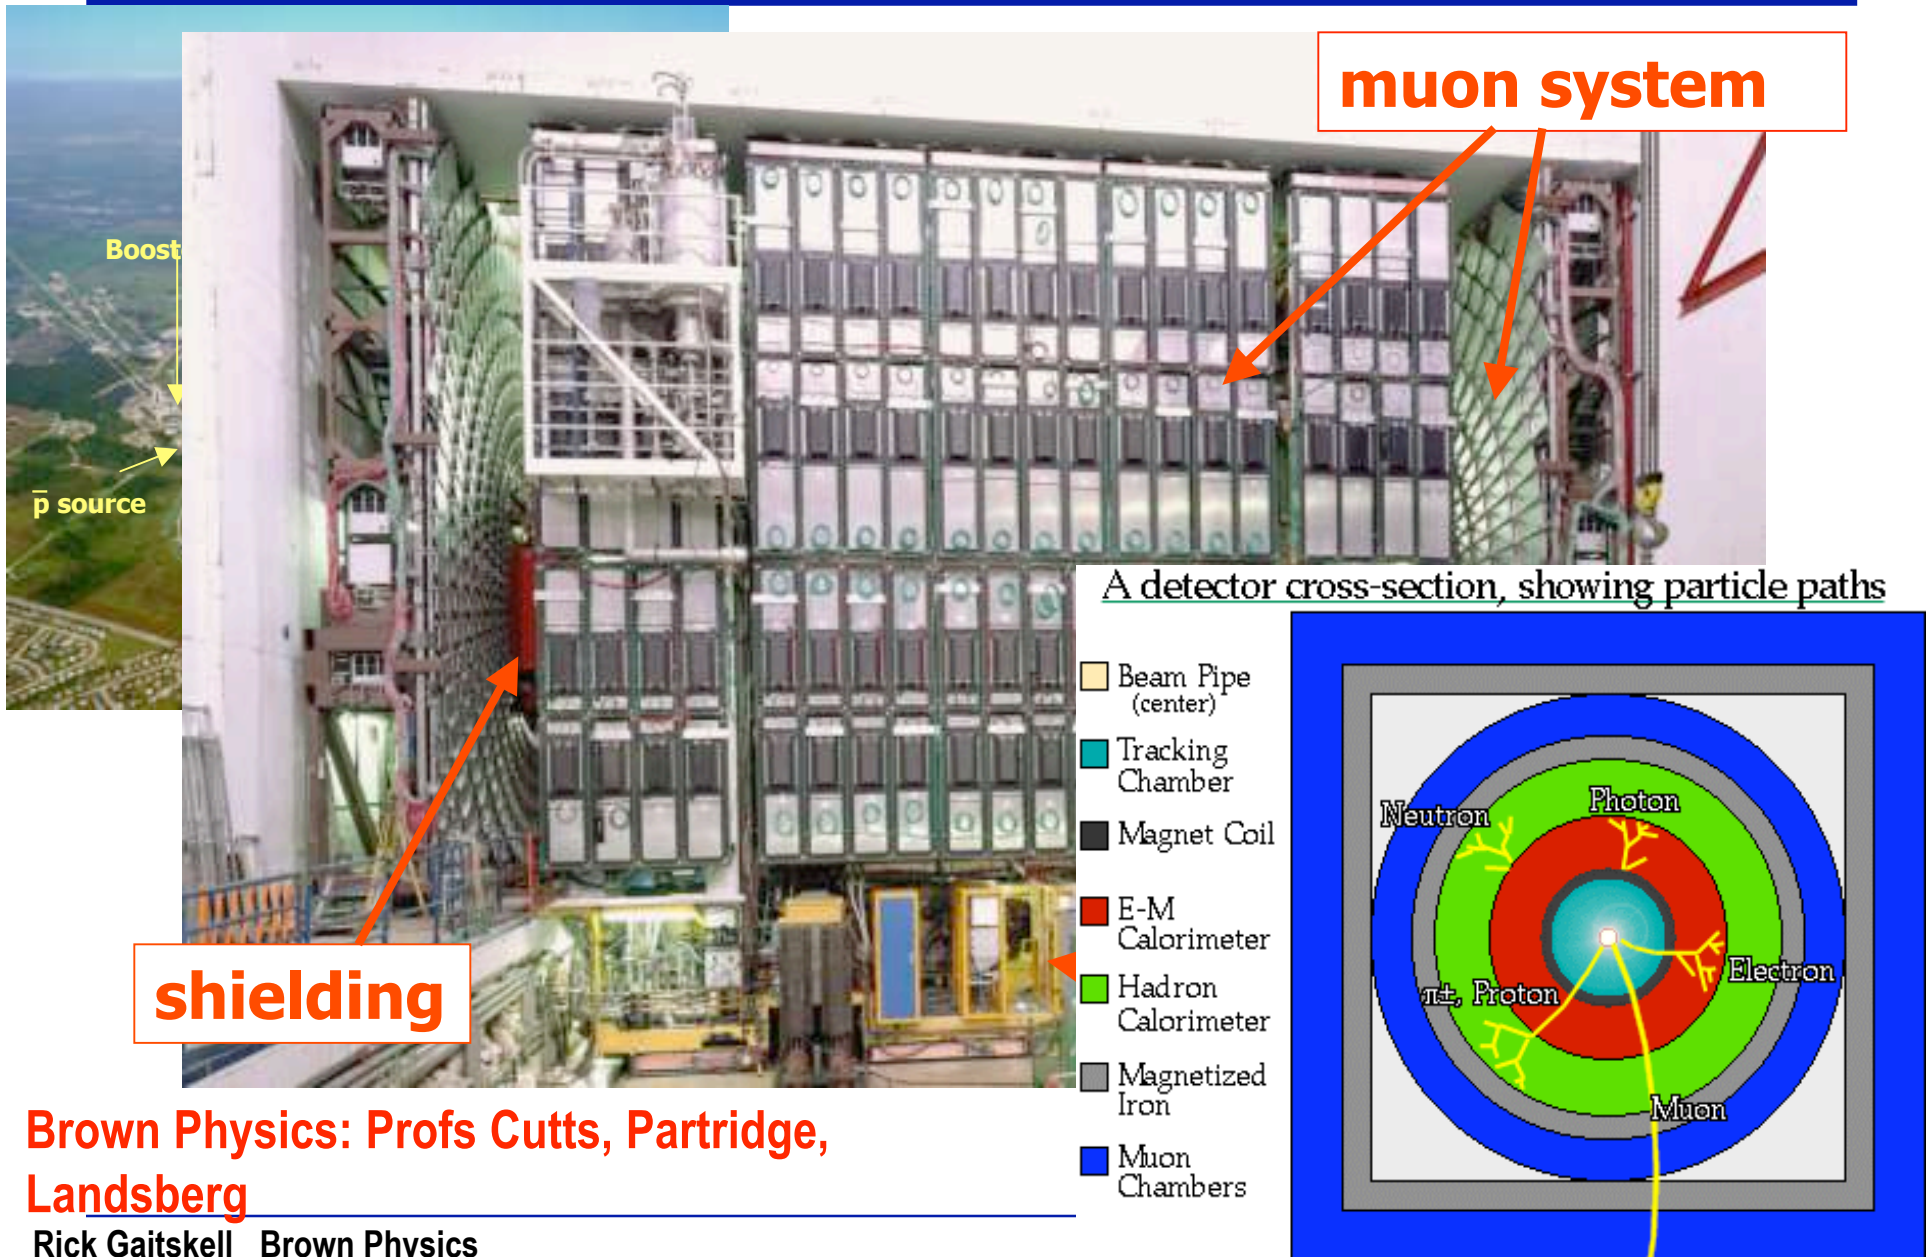 muon system
Boost
p̅ source
shielding
A detector cross-section, showing particle paths
Beam Pipe
(center)
Tracking
Chamber
Magnet Coil
E-M
Calorimeter
Hadron
Calorimeter
Magnetized
Iron
Muon
Chambers
Neutron
Photon
Electron
π±, Proton
Muon
Brown Physics: Profs Cutts, Partridge,
Landsberg
Rick Gaitskell Brown Physics